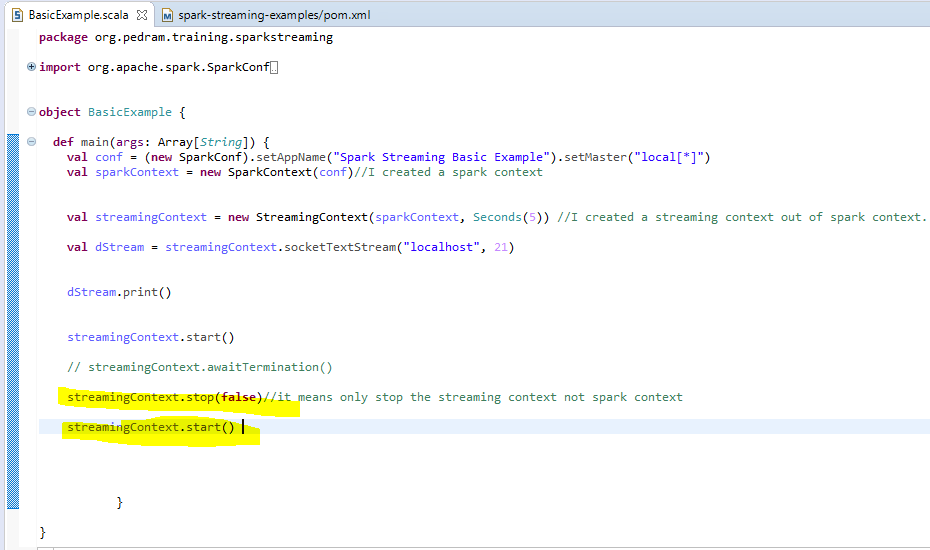 BasicExample.scala spark-streaming-examples/pom.xml
package org.pedram.training.sparkstreaming
import org.apache.spark.SparkConf
object BasicExample {
def main(args: Array[String]) {
val conf = (new SparkConf).setAppName("Spark Streaming Basic Example").setMaster("local[*]")
val sparkContext = new SparkContext(conf)//I created a spark context
val streamingContext = new StreamingContext(sparkContext, Seconds(5)) //I created a streaming context out of spark context.
val dStream = streamingContext.socketTextStream("localhost", 21)
dStream.print()
streamingContext.start()
// streamingContext.awaitTermination()
streamingContext.stop(false)//it means only stop the streaming context not spark context
streamingContext.start()
}
}